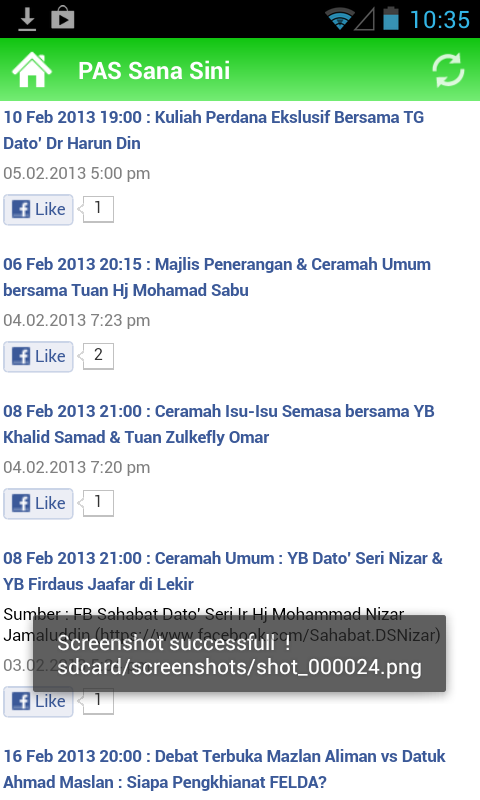 10:35
PAS Sana Sini
10 Feb 2013 19:00 : Kuliah Perdana Ekslusif Bersama TG
Dato' Dr Harun Din
05.02.2013 5:00 pm
Like 1
06 Feb 2013 20:15 : Majlis Penerangan & Ceramah Umum
bersama Tuan Hj Mohamad Sabu
04.02.2013 7:23 pm
Like 2
08 Feb 2013 21:00 : Ceramah Isu-Isu Semasa bersama YB
Khalid Samad & Tuan Zulkefly Omar
04.02.2013 7:20 pm
Like 1
08 Feb 2013 21:00 : Ceramah Umum : YB Dato' Seri Nizar &
YB Firdaus Jaafar di Lekir
Sumber : FB Sahabat Dato' Seri Ir Hj Mohammad Nizar
Jamaluddin (https://www.facebook.com/Sahabat.DSNizar)
Screenshot successfull !
sdcard/screenshots/shot_000024.png
03.02
Like 1
16 Feb 2013 20:00 : Debat Terbuka Mazlan Aliman vs Datuk
Ahmad Maslan : Siapa Pengkhianat FELDA?